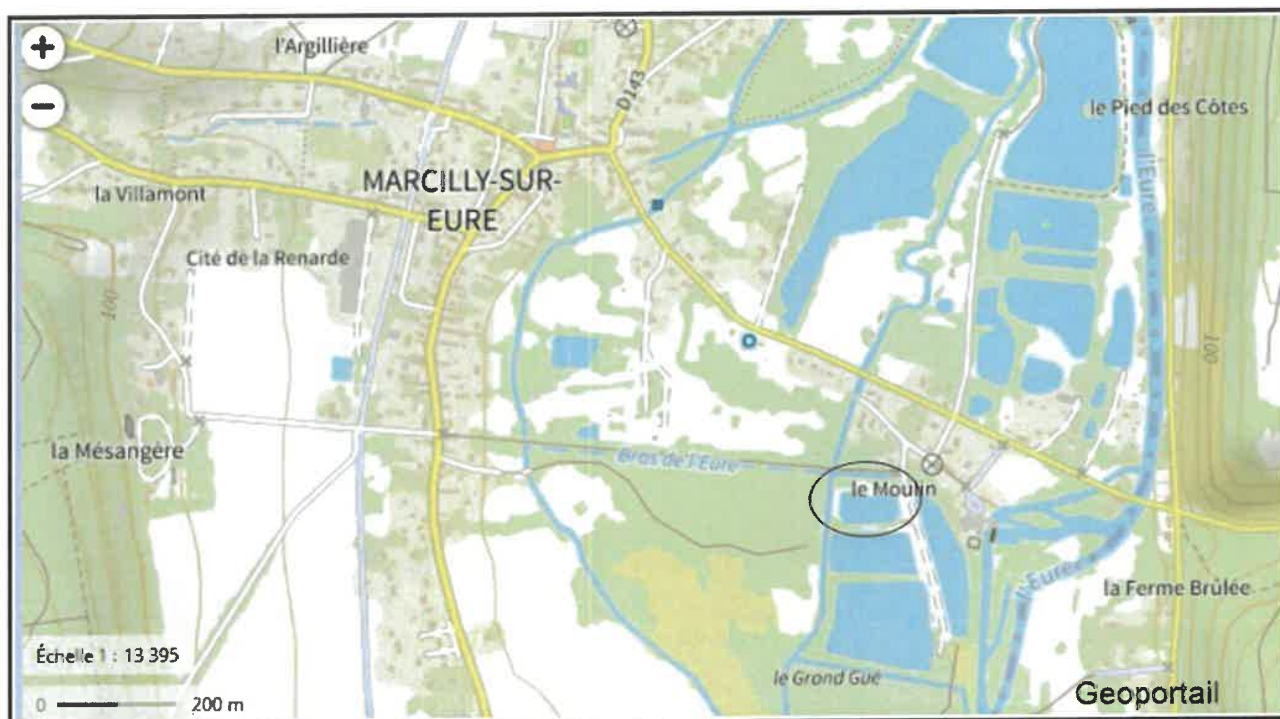 +
l'Argillière
D143
−
le Pied des Côtes
l'Eure
la Villamont
MARCILLY-SUR-
EURE
Cité de la Renarde
100
100
la Mésangère
Bras de l'Eure
le Moulin
l'Eure
la Ferme Brûlée
Échelle 1 : 13 395
le Grand Gué
0 200 m
Geoportail